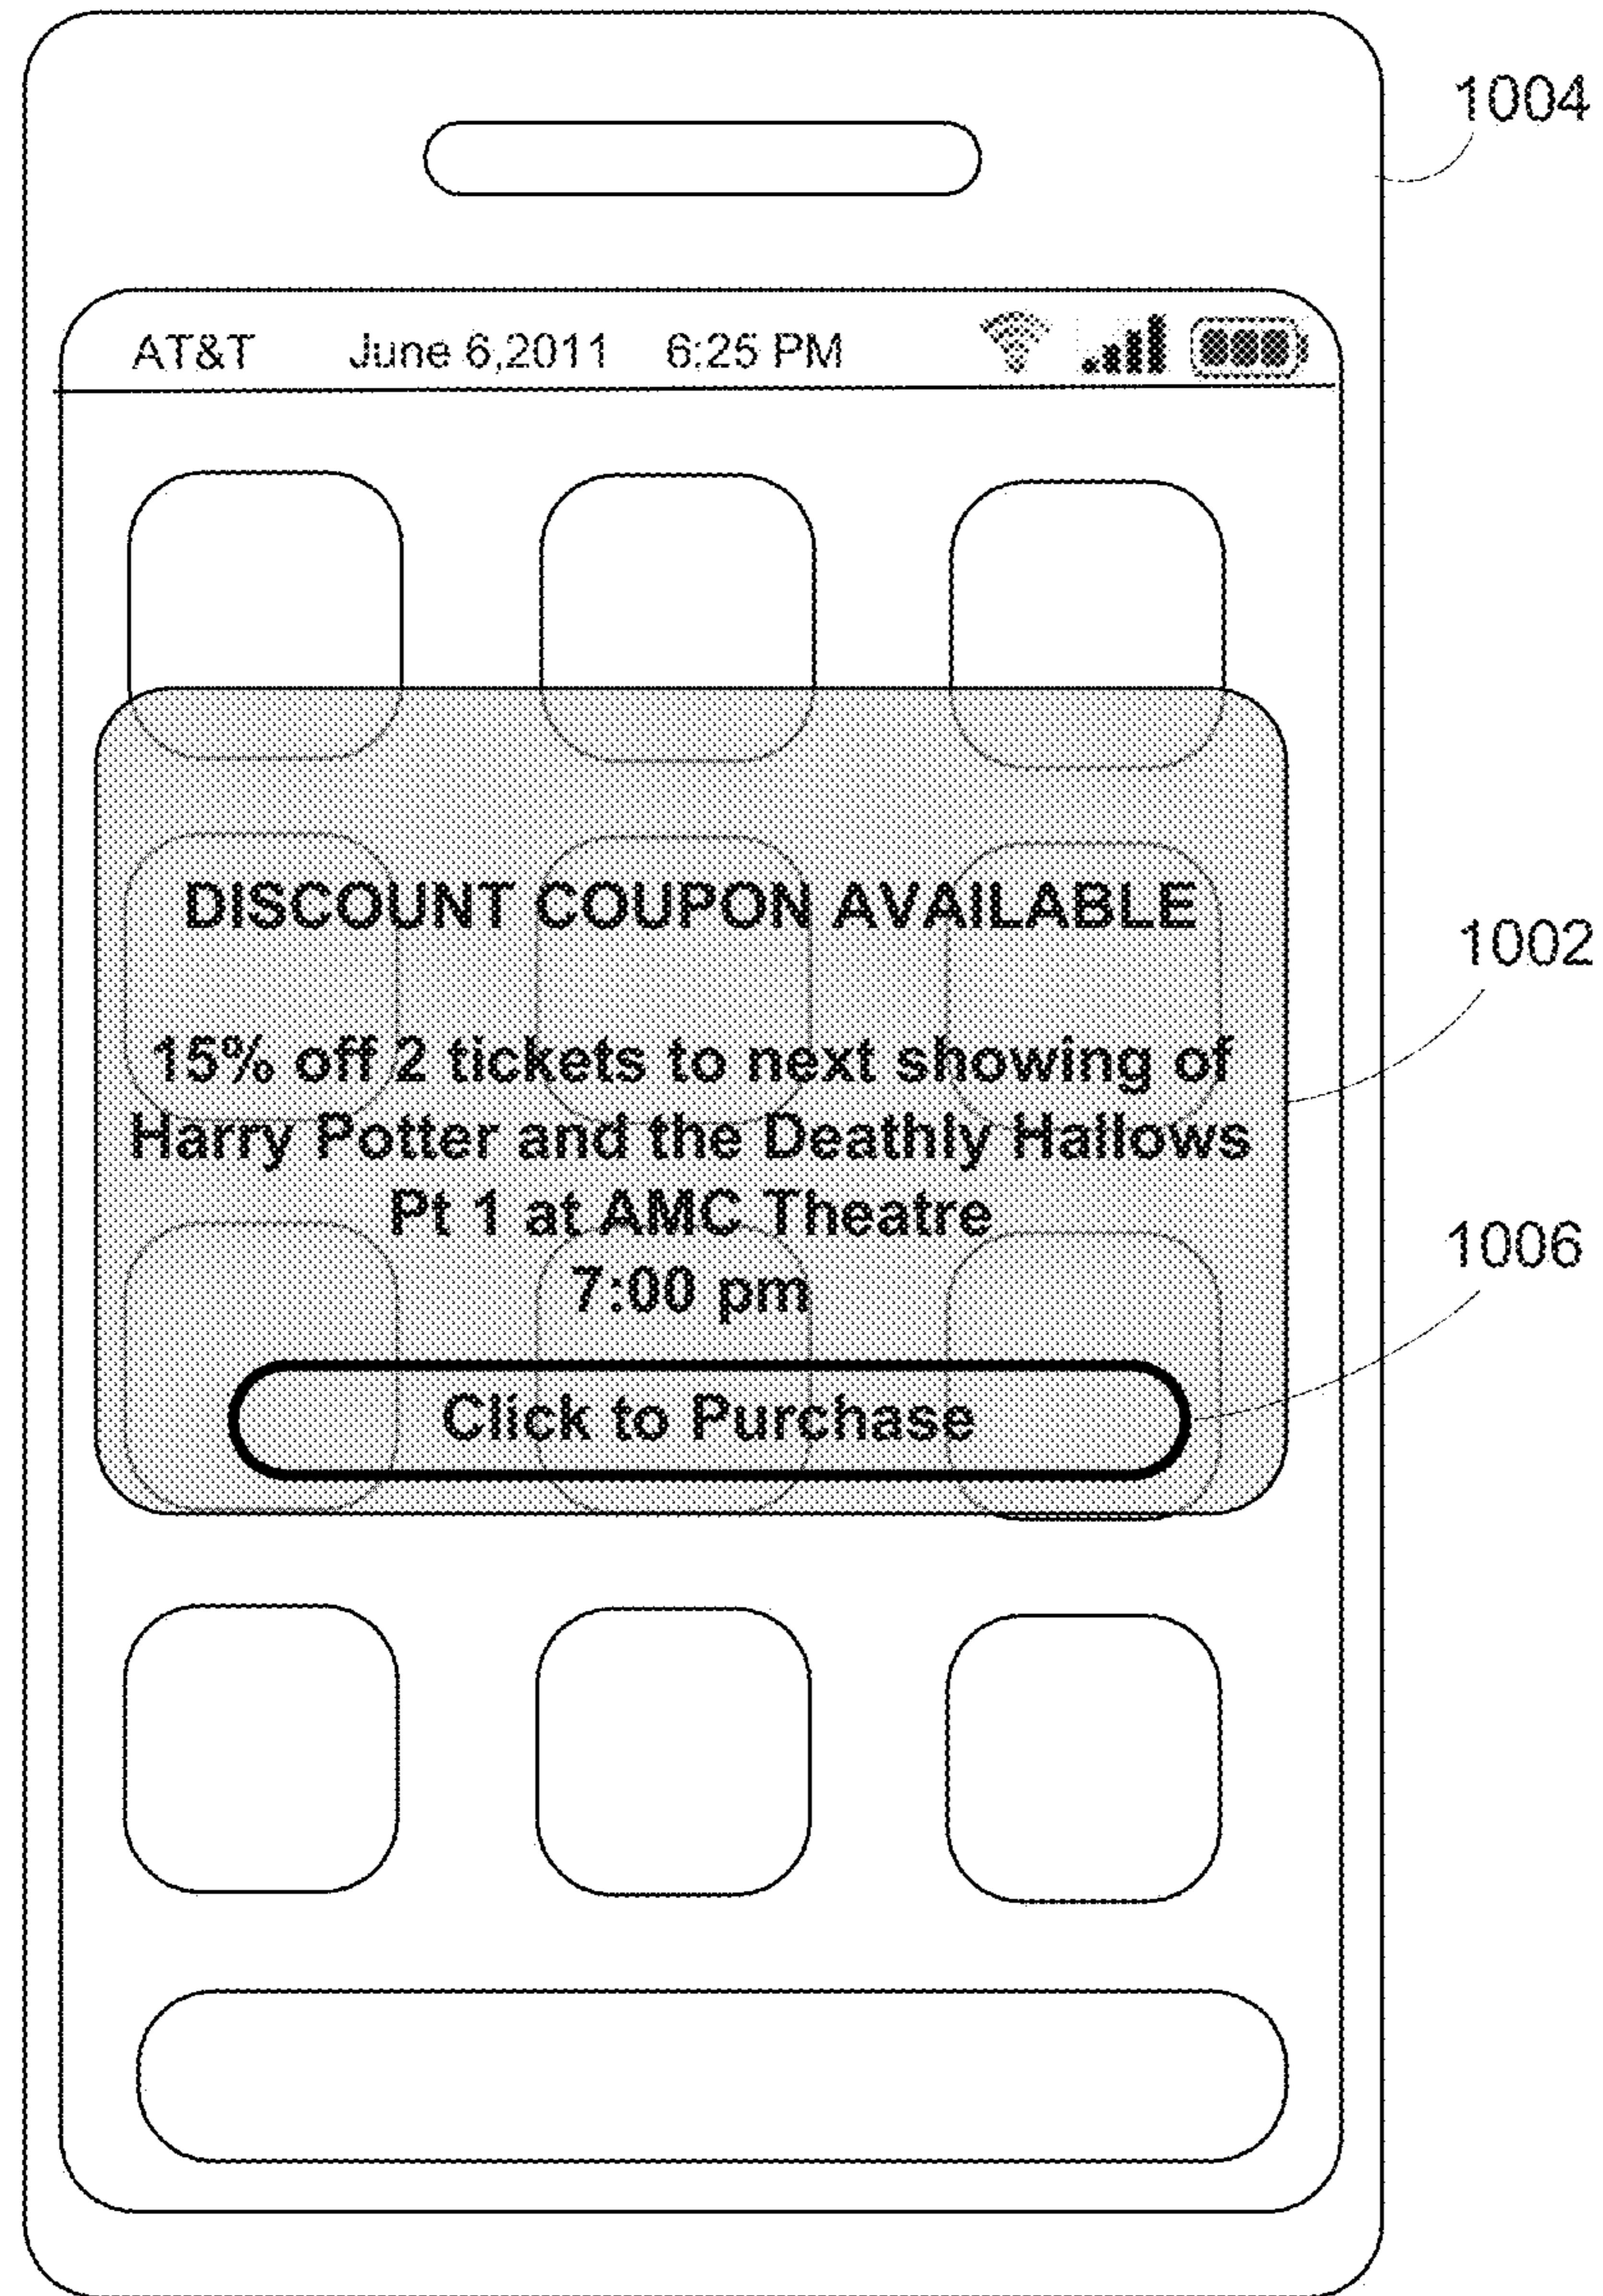 1004
AT&T June 6,2011 6:25 PM
DISCOUNT COUPON AVAILABLE
1002
15% off 2 tickets to next showing of
Harry Potter and the Deathly Hallows
Pt 1 at AMC Theatre
1006
7:00 pm
Click to Purchase